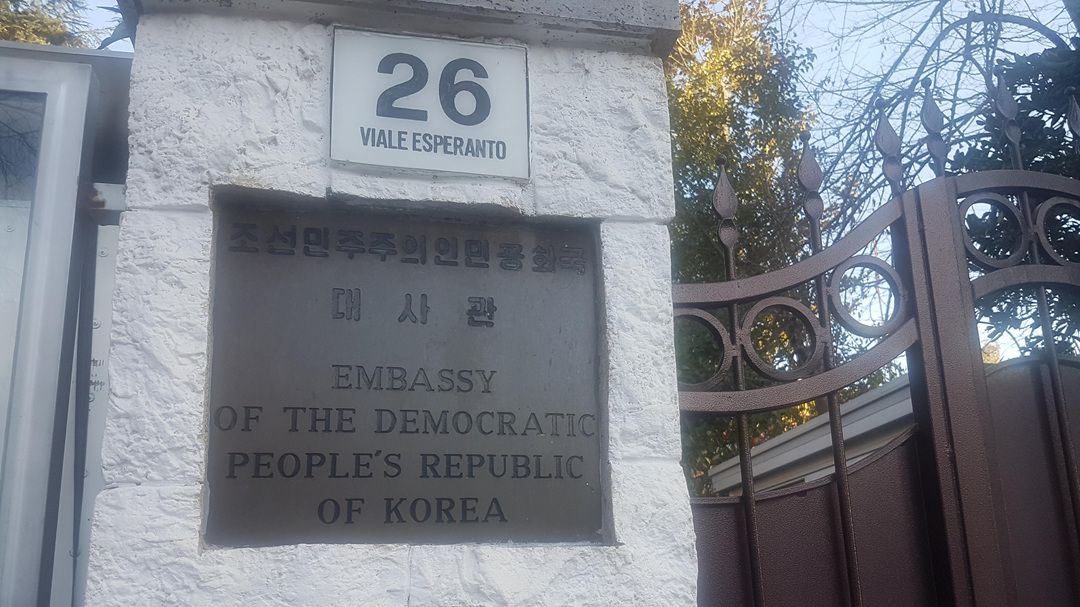 26
VIALE ESPERANTO
조선민주주의인민공화국
대 사 관
EMBASSY
OF THE DEMOCRATIC
PEOPLE'S REPUBLIC
OF KOREA